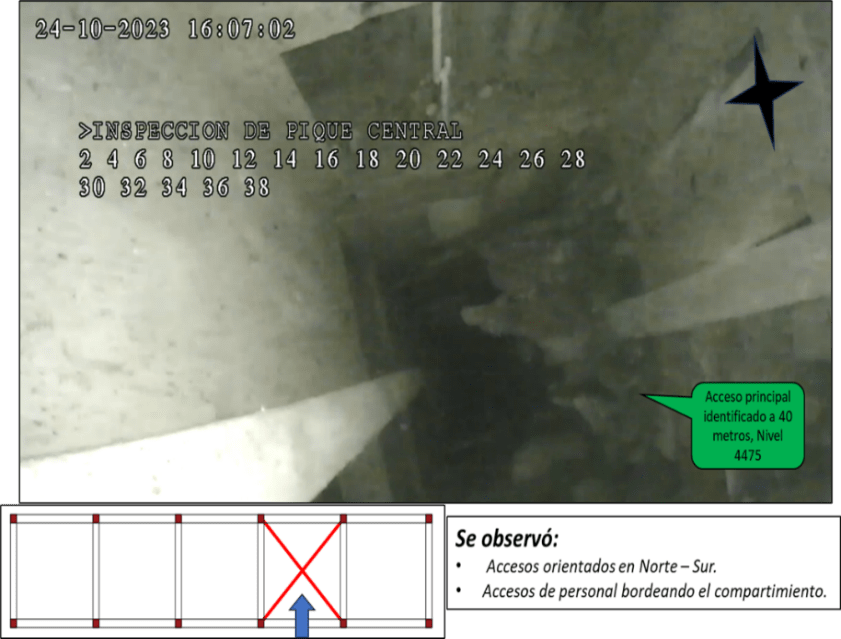 24-10-2023 16:07:02
>INSPECCION DE PIQUE CENTRAL
2 4 6 8 10 12 14 16 18 20 22 24 26 28
30 32 34 36 38
Acceso principal
identificado a 40
metros, Nivel
4475
Se observó:
• Accesos orientados en Norte – Sur.
• Accesos de personal bordeando el compartimiento.